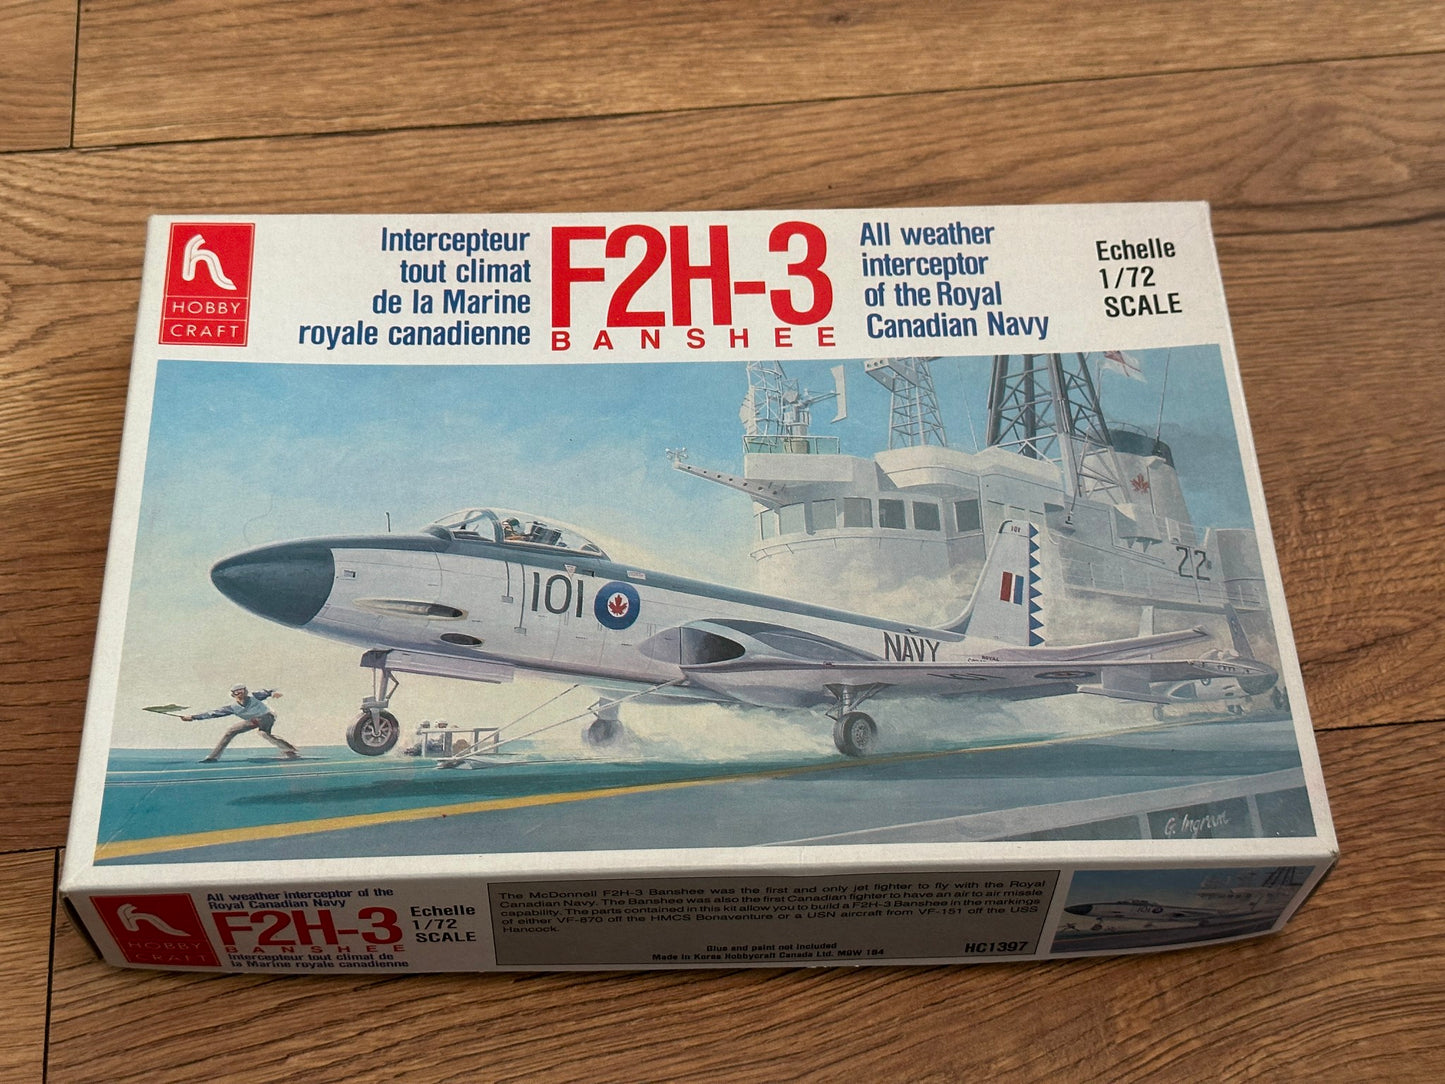 HOBBY
CRAFT
Intercepteur
tout climat
de la Marine
royale canadienne
F2H-3
BANSHEE
All weather
interceptor
of the Royal
Canadian Navy
Echelle
1/72
SCALE
101
22
101
NAVY
ROYAL
G. Ingram
HOBBY
CRAFT
All weather interceptor of the
Royal Canadian Navy
F2H-3
BANSHEE
Intercepteur tout climat de
la Marine royale canadienne
Echelle
1/72
SCALE
The McDonnell F2H-3 Banshee was the first and only jet fighter to fly with the Royal
Canadian Navy. The Banshee was also the first Canadian fighter to have an air to air missle
capability. The parts contained in this kit allow you to build a F2H-3 Banshee in the markings
of either VF-870 off the HMCS Bonaventure or a USN aircraft from VF-151 off the USS
Hancock.
Glue and paint not included
Made in Korea Hobbycraft Canada Ltd. M9W 1B4
HC1397